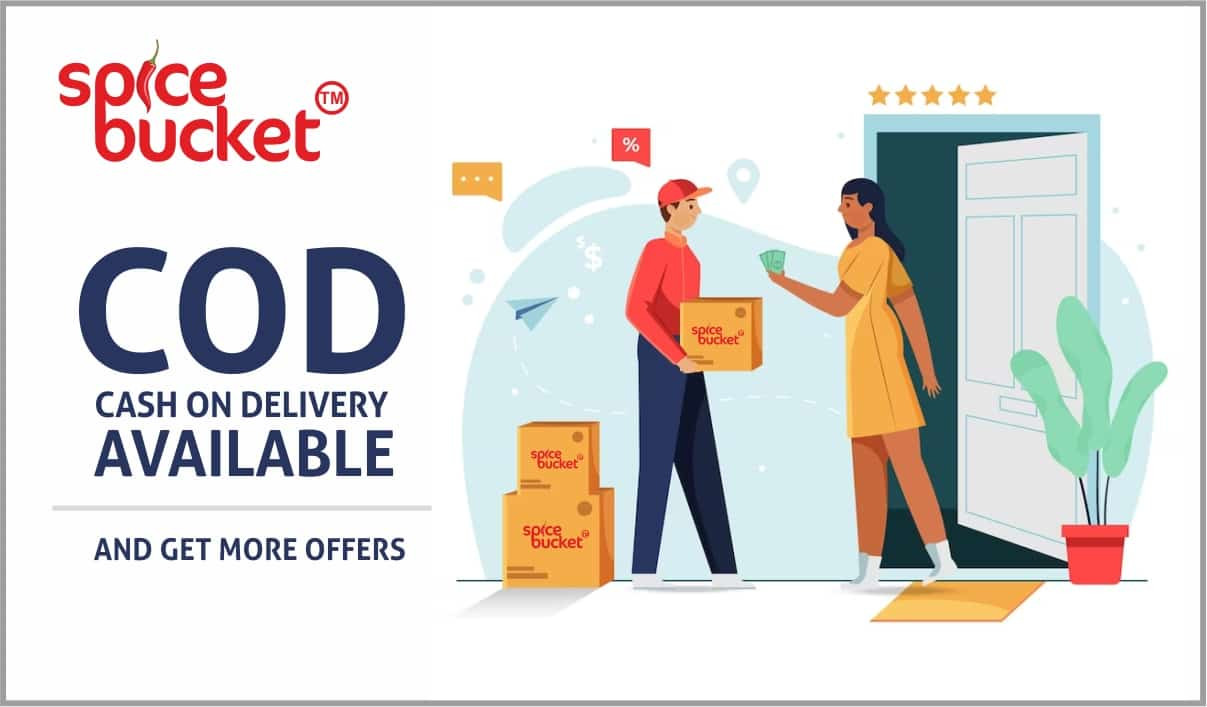 spice
bucket TM
COD
CASH ON DELIVERY
AVAILABLE
AND GET MORE OFFERS
%
$
$
spice
bucket
spice
bucket
spice
bucket